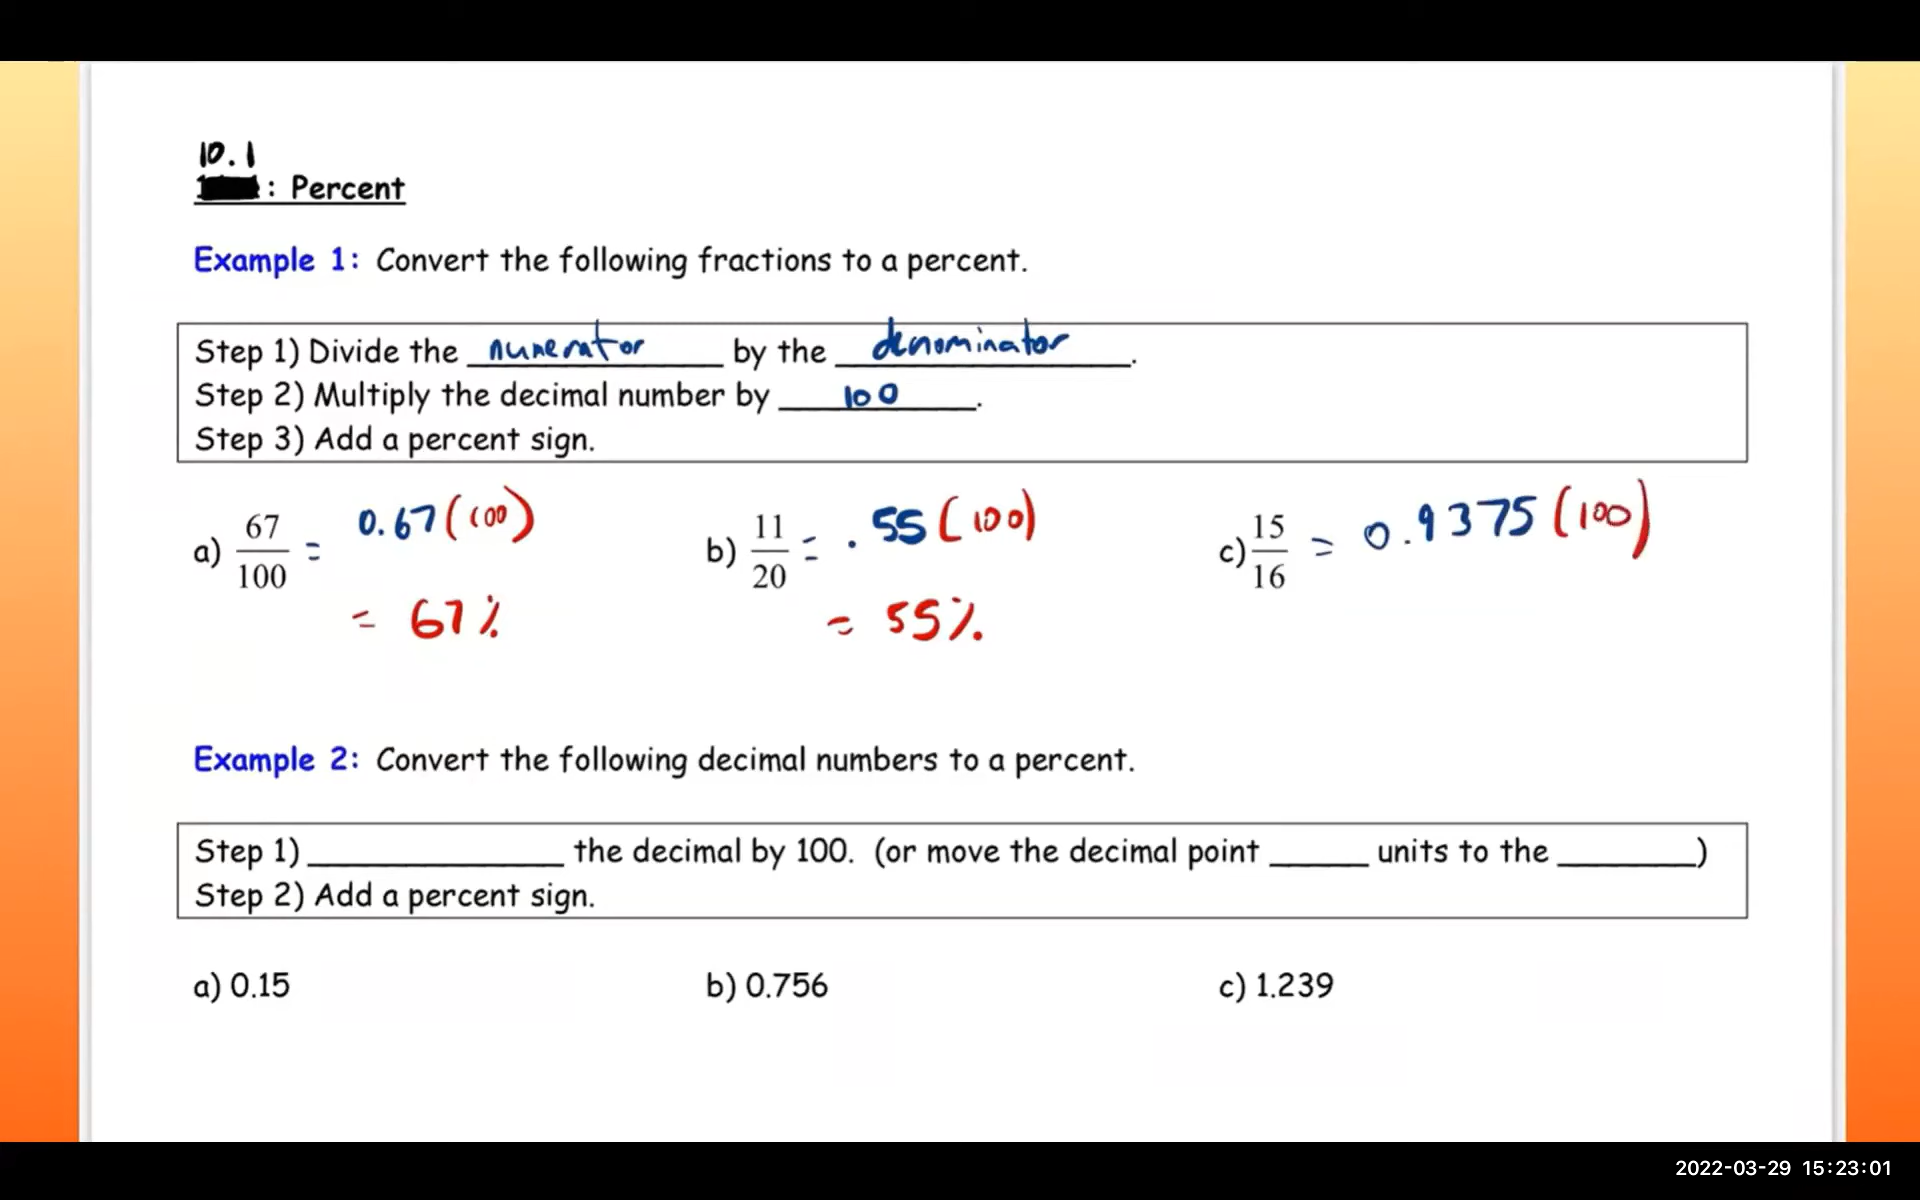 10.1
: Percent
Example 1: Convert the following fractions to a percent.
Step 1) Divide the numerator by the denominator.
Step 2) Multiply the decimal number by 100.
Step 3) Add a percent sign.
a) 67/100 = 0.67(100)
= 67%
b) 11/20 = .55(100)
= 55%
c) 15/16 = 0.9375(100)
Example 2: Convert the following decimal numbers to a percent.
Step 1) ______________ the decimal by 100. (or move the decimal point _____ units to the _______)
Step 2) Add a percent sign.
a) 0.15 b) 0.756 c) 1.239
2022-03-29 15:23:01